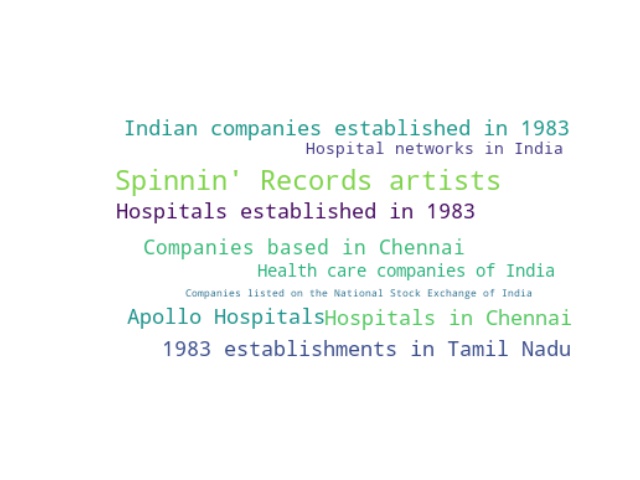 Indian companies established in 1983
Hospital networks in India
Spinnin' Records artists
Hospitals established in 1983
Companies based in Chennai
Health care companies of India
Companies listed on the National Stock Exchange of India
Apollo Hospitals
Hospitals in Chennai
1983 establishments in Tamil Nadu